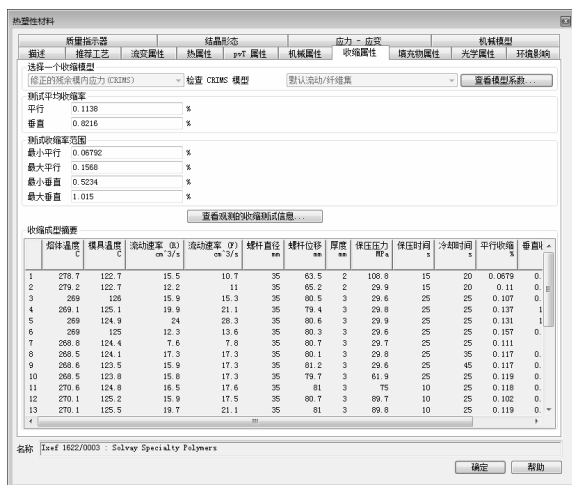 热塑性材料
质量指示器 结晶形态 应力 - 应变 机械模型
描述 推荐工艺 流变属性 热属性 pvT 属性 机械属性 收缩属性 填充物属性 光学属性 环境影响
选择一个收缩模型
修正的残余模内应力(CRIMS) 检查 CRIMS 模型 默认流动/纤维集 查看模型系数...
测试平均收缩率
平行 0.1138 %
垂直 0.8216 %
测试收缩率范围
最小平行 0.06792 %
最大平行 0.1568 %
最小垂直 0.5234 %
最大垂直 1.015 %
查看观测的收缩测试信息...
收缩成型摘要
熔体温度 模具温度 流动速率 (R) 流动速率 (F) 螺杆直径 螺杆位移 厚度 保压压力 保压时间 冷却时间 平行收缩 垂直
C C cm^3/s cm^3/s mm mm mm MPa s s %
1 278.7 122.7 15.5 10.7 35 63.5 2 108.8 15 20 0.0679 0.
2 279.2 122.7 12.2 11 35 65.2 2 29.9 15 20 0.11 0.
3 269 126 15.9 15.3 35 80.5 3 29.6 25 25 0.107 0.
4 269.1 125.1 19.9 21.1 35 79.4 3 29.8 25 25 0.137 1
5 269 124.9 24 28.3 35 80.6 3 29.9 25 25 0.131 1
6 269 125 12.3 13.6 35 80.3 3 29.6 25 25 0.157 0.
7 268.8 124.4 7.6 7.8 35 80.7 3 29.7 25 25 0.111
8 268.5 124.1 17.3 17.3 35 80.1 3 29.8 25 35 0.117 0.
9 268.6 123.5 15.9 17.3 35 81.2 3 29.6 25 45 0.117 0.
10 268.5 123.8 15.8 17.3 35 79.7 3 61.9 25 25 0.119 0.
11 270.6 124.8 16.5 17.6 35 81 3 75 10 25 0.118 0.
12 270.1 125.2 15.9 17.5 35 80.7 3 89.7 10 25 0.102 0.
13 270.1 125.5 19.7 21.1 35 81 3 89.8 10 25 0.119 0.
名称 Ixef 1622/0003 : Solvay Specialty Polymers
确定 帮助